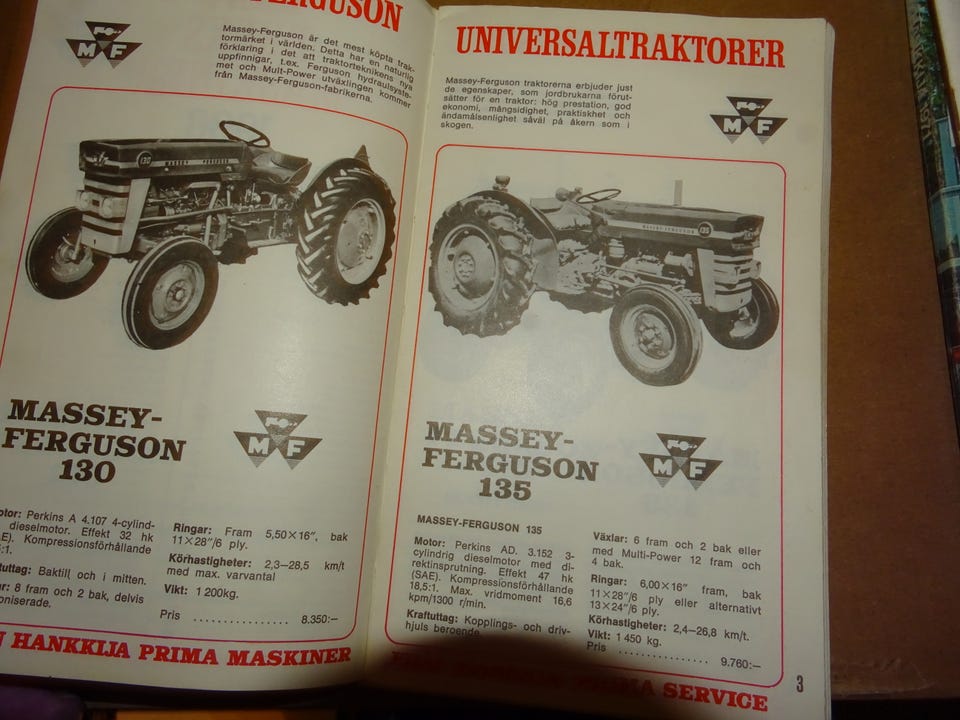 FERGUSON
Massey-Ferguson är det mest köpta trak-
tormärket i världen. Detta har en naturlig
förklaring i det att traktorteknikens nya
uppfinnigar, t.ex. Ferguson hydraulsyste-
met och Mult-Power utväxlingen kommer
från Massey-Ferguson-fabrikerna.
MF
130 MASSEY FERGUSON
MASSEY-
FERGUSON
130
MF
Perkins A 4.107 4-cylind-
dieselmotor. Effekt 32 hk
Kompressionsförhållande
Baktill och i mitten.
8 fram och 2 bak, delvis
Ringar: Fram 5,50×16", bak
11×28"/6 ply.
Körhastigheter: 2,3—28,5 km/t
med max. varvantal
Vikt: 1 200kg.
Pris ................ 8.350:—
HANKKIJA PRIMA MASKINER
UNIVERSALTRAKTORER
Massey-Ferguson traktorerna erbjuder just
de egenskaper, som jordbrukarna förut-
sätter för en traktor: hög prestation, god
ekonomi, mångsidighet, praktiskhet och
ändamålsenlighet såväl på åkern som i
skogen.
MF
MASSEY FERGUSON 135
MASSEY-
FERGUSON
135
MF
MASSEY-FERGUSON 135
Motor: Perkins AD. 3.152 3-
cylindrig dieselmotor med di-
rektinsprutning. Effekt 47 hk
(SAE). Kompressionsförhållande
18,5:1. Max. vridmoment 16,6
kpm/1300 r/min.
Kraftuttag: Kopplings- och driv-
hjuls beroende.
Växlar: 6 fram och 2 bak eller
med Multi-Power 12 fram och
4 bak.
Ringar: 6,00×16" fram, bak
11×28"/6 ply eller alternativt
13×24"/6 ply.
Körhastigheter: 2,4—26,8 km/t.
Vikt: 1 450 kg.
Pris ................ 9.760:—
SERVICE
3